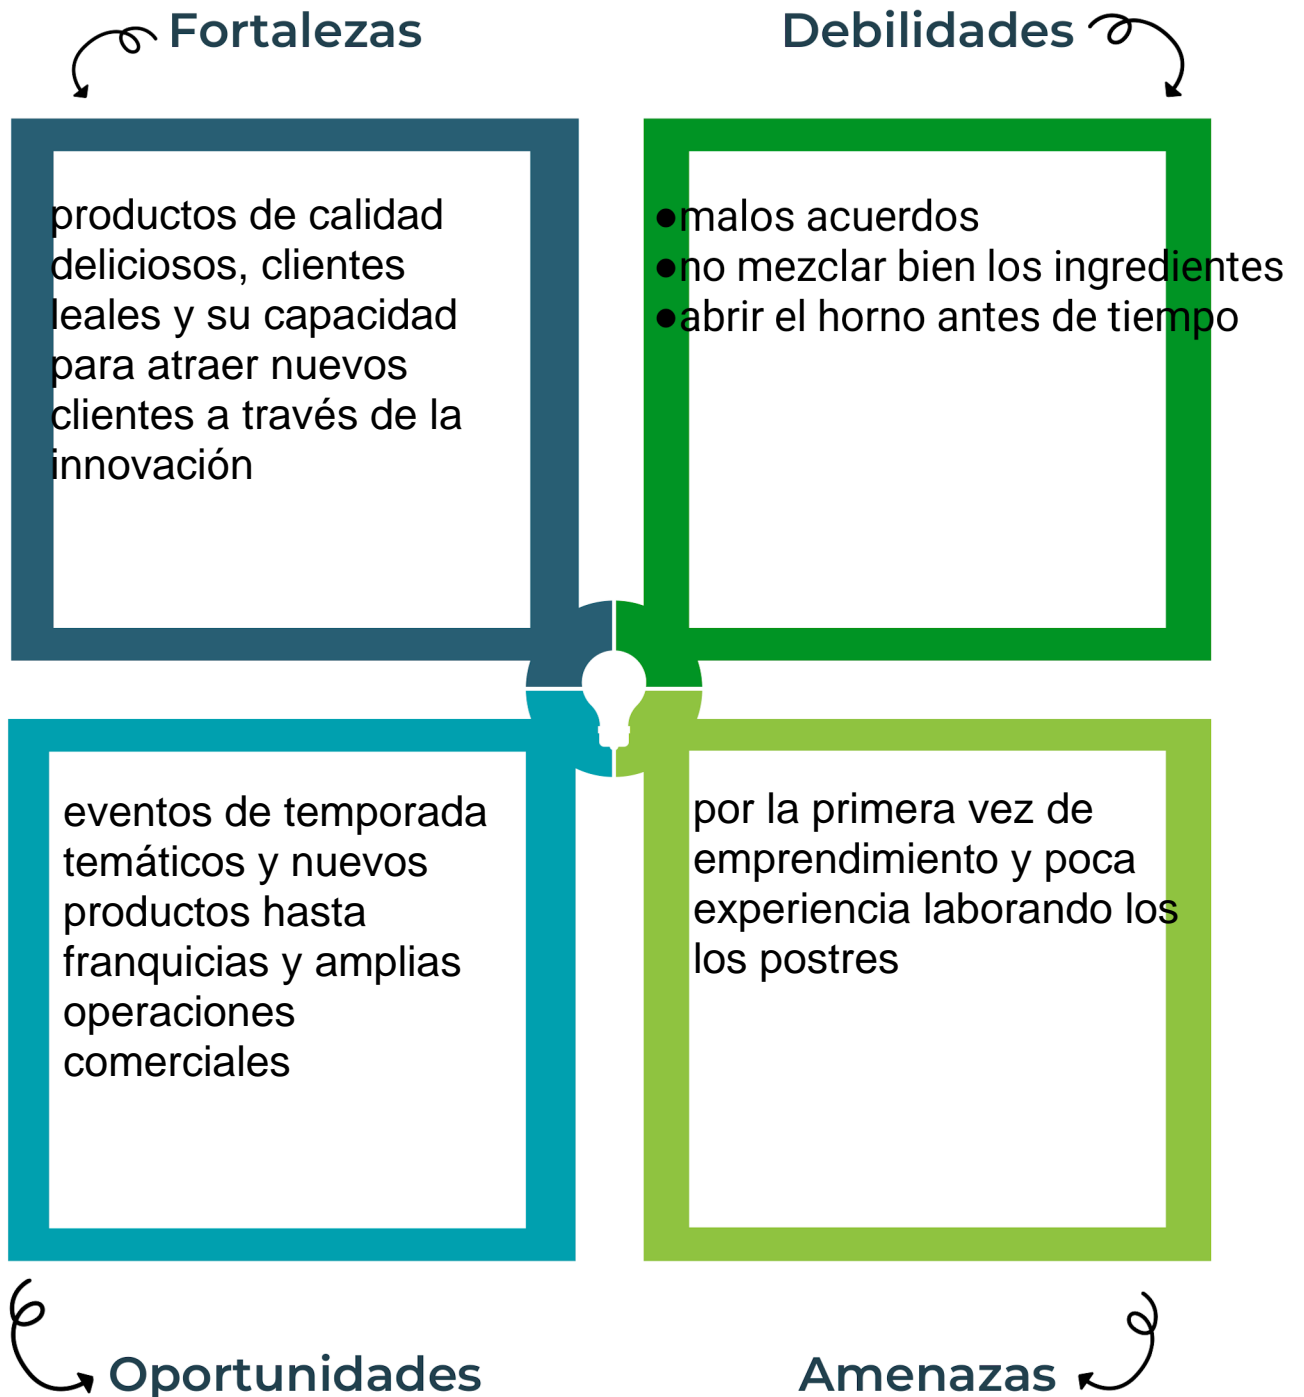 Fortalezas
productos de calidad
deliciosos, clientes
leales y su capacidad
para atraer nuevos
clientes a través de la
innovación
Debilidades
●malos acuerdos
●no mezclar bien los ingredientes
●abrir el horno antes de tiempo
eventos de temporada
temáticos y nuevos
productos hasta
franquicias y amplias
operaciones
comerciales
Oportunidades
por la primera vez de
emprendimiento y poca
experiencia laborando los
los postres
Amenazas